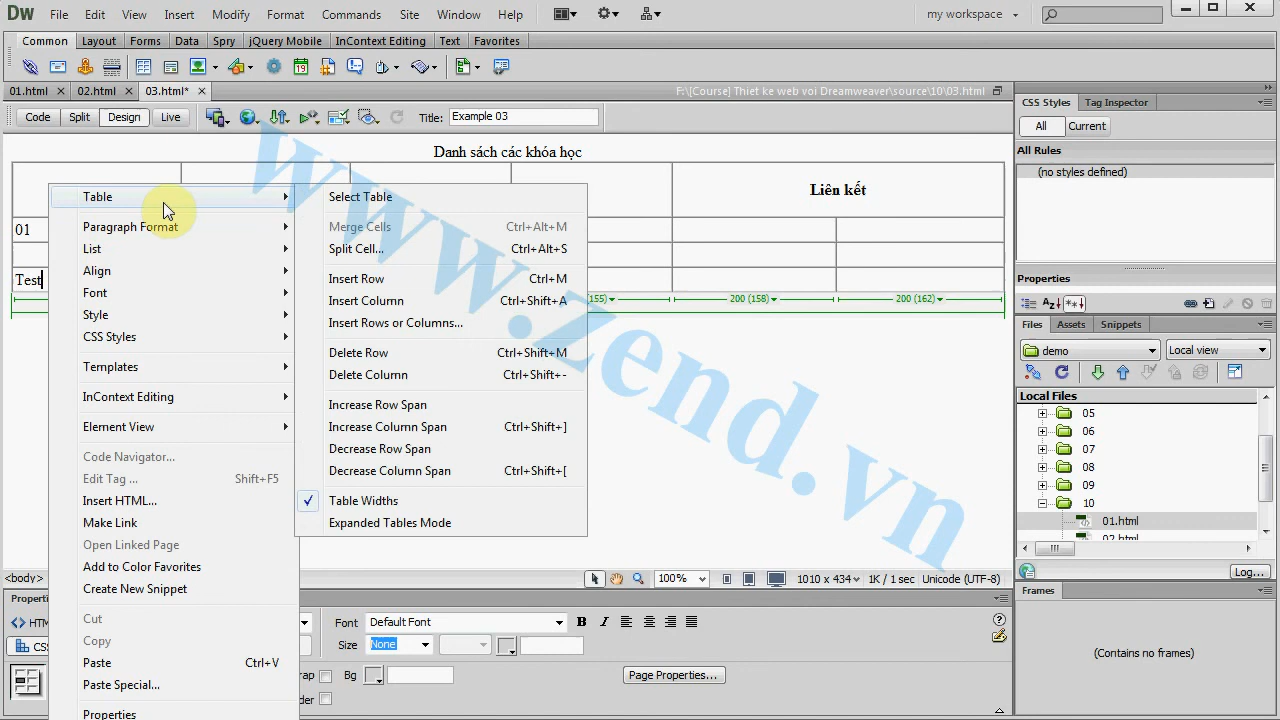 Dw File Edit View Insert Modify Format Commands Site Window Help my workspace
Common Layout Forms Data Spry jQuery Mobile InContext Editing Text Favorites
01.html 02.html 03.html* F:\[Course] Thiet ke web voi Dreamweaver\source\10\03.html
Code Split Design Live Title: Example 03
Danh sách các khóa học
Liên kết
01
Test
(155) 200 (158) 200 (162)
Table
Paragraph Format
List
Align
Font
Style
CSS Styles
Templates
InContext Editing
Element View
Code Navigator...
Edit Tag ... Shift+F5
Insert HTML...
Make Link
Open Linked Page
Add to Color Favorites
Create New Snippet
Cut
Copy
Paste Ctrl+V
Paste Special...
Properties
Select Table
Merge Cells Ctrl+Alt+M
Split Cell... Ctrl+Alt+S
Insert Row Ctrl+M
Insert Column Ctrl+Shift+A
Insert Rows or Columns...
Delete Row Ctrl+Shift+M
Delete Column Ctrl+Shift+-
Increase Row Span
Increase Column Span Ctrl+Shift+]
Decrease Row Span
Decrease Column Span Ctrl+Shift+[
Table Widths
Expanded Tables Mode
www.zend.vn
<body> 100% 1010 x 434 1K / 1 sec Unicode (UTF-8)
Font Default Font B I
Size None
Bg Page Properties...
CSS Styles Tag Inspector
All Current
All Rules
(no styles defined)
Properties
Files Assets Snippets
demo Local view
Local Files
05
06
07
08
09
10
01.html
02.html
Log...
Frames
(Contains no frames)